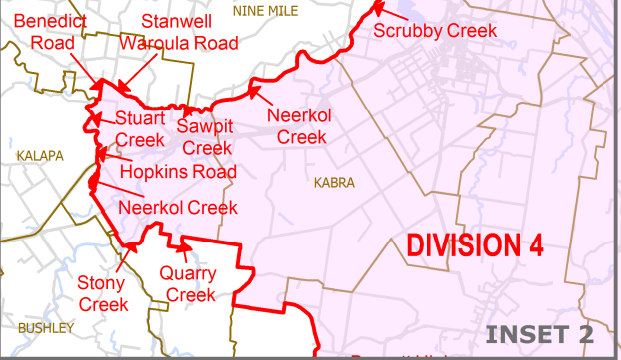 NINE MILE
Benedict
Road
Stanwell
Waroula Road
Scrubby Creek
Stuart
Creek
Sawpit
Creek
Neerkol
Creek
KALAPA
Hopkins Road
KABRA
Neerkol Creek
DIVISION 4
Stony
Creek
Quarry
Creek
BUSHLEY
INSET 2